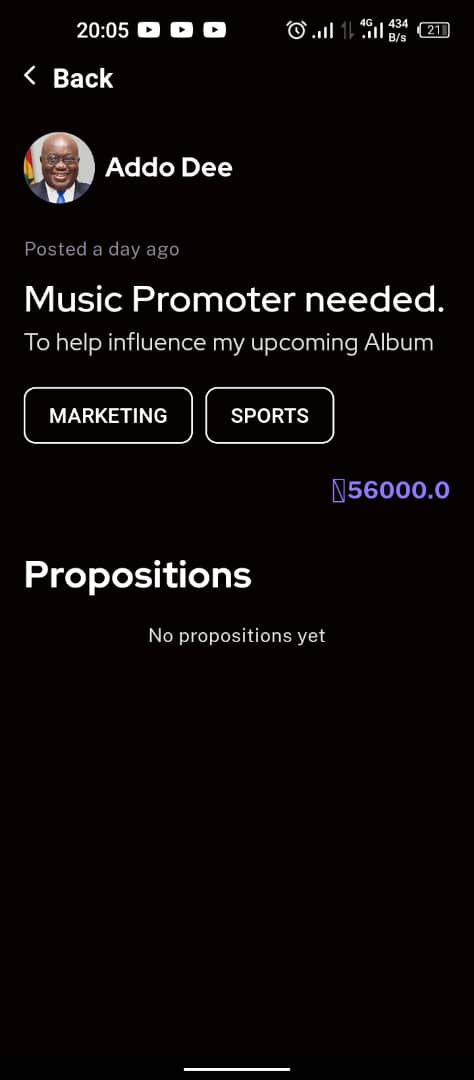 20:05 4G 434 B/s 21
Back
Addo Dee
Posted a day ago
Music Promoter needed.
To help influence my upcoming Album
MARKETING SPORTS
56000.0
Propositions
No propositions yet